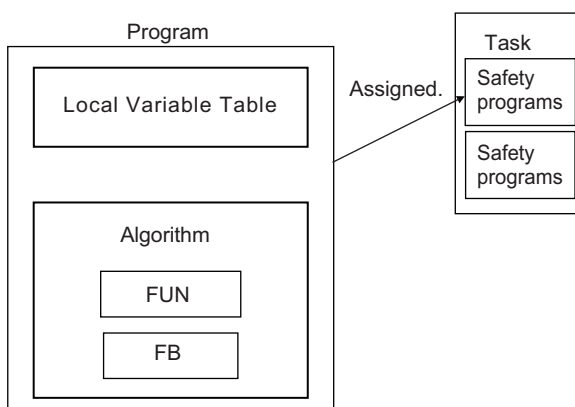 Program
Local Variable Table
Algorithm
FUN
FB
Assigned.
Task
Safety
programs
Safety
programs